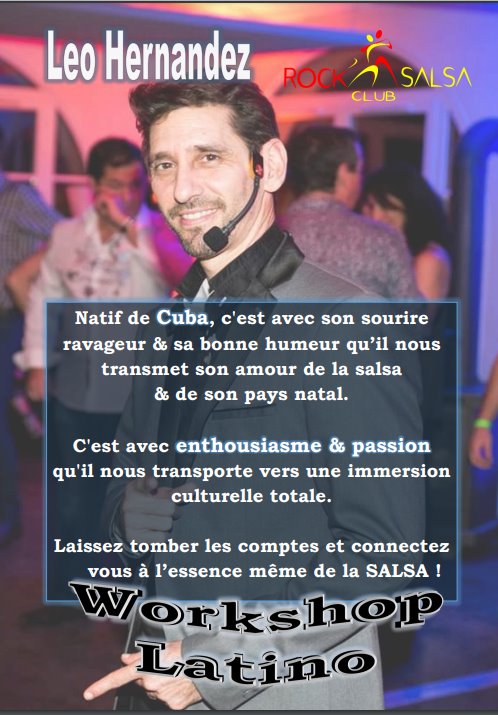 Leo Hernandez
ROCK SALSA
CLUB
Natif de Cuba, c'est avec son sourire
ravageur & sa bonne humeur qu’il nous
transmet son amour de la salsa
& de son pays natal.
C'est avec enthousiasme & passion
qu'il nous transporte vers une immersion
culturelle totale.
Laissez tomber les comptes et connectez
vous à l’essence même de la SALSA !
Workshop
Latino